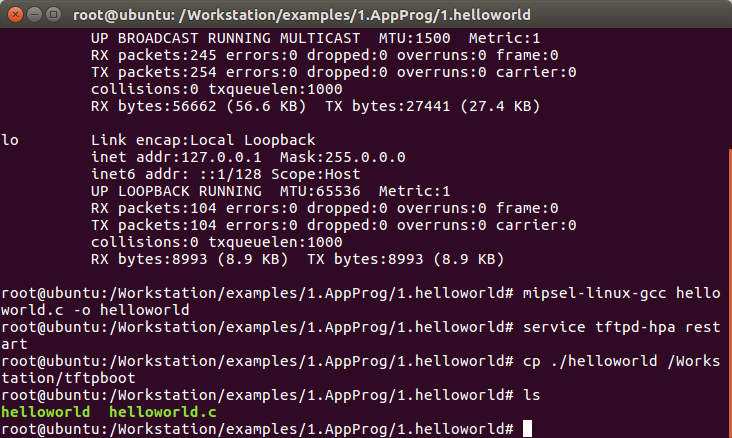 root@ubuntu: /Workstation/examples/1.AppProg/1.helloworld
UP BROADCAST RUNNING MULTICAST  MTU:1500  Metric:1
RX packets:245 errors:0 dropped:0 overruns:0 frame:0
TX packets:254 errors:0 dropped:0 overruns:0 carrier:0
collisions:0 txqueuelen:1000
RX bytes:56662 (56.6 KB)  TX bytes:27441 (27.4 KB)
lo        Link encap:Local Loopback
inet addr:127.0.0.1  Mask:255.0.0.0
inet6 addr: ::1/128 Scope:Host
UP LOOPBACK RUNNING  MTU:65536  Metric:1
RX packets:104 errors:0 dropped:0 overruns:0 frame:0
TX packets:104 errors:0 dropped:0 overruns:0 carrier:0
collisions:0 txqueuelen:1000
RX bytes:8993 (8.9 KB)  TX bytes:8993 (8.9 KB)
root@ubuntu:/Workstation/examples/1.AppProg/1.helloworld# mipsel-linux-gcc hello
world.c -o helloworld
root@ubuntu:/Workstation/examples/1.AppProg/1.helloworld# service tftpd-hpa rest
art
root@ubuntu:/Workstation/examples/1.AppProg/1.helloworld# cp ./helloworld /Works
tation/tftpboot
root@ubuntu:/Workstation/examples/1.AppProg/1.helloworld# ls
helloworld  helloworld.c
root@ubuntu:/Workstation/examples/1.AppProg/1.helloworld#